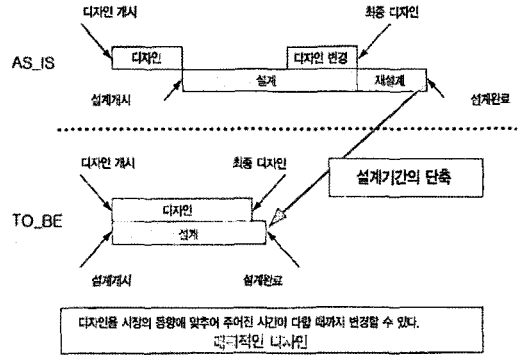 디자인 개시
최종 디자인
AS_IS
디자인
디자인 변경
설계
재설계
설계개시
설계완료
디자인 개시
최종 디자인
설계기간의 단축
TO_BE
디자인
설계
설계개시
설계완료
디자인을 시장의 동향에 맞추어 주어진 시간이 다할 때까지 변경할 수 있다.
디자인